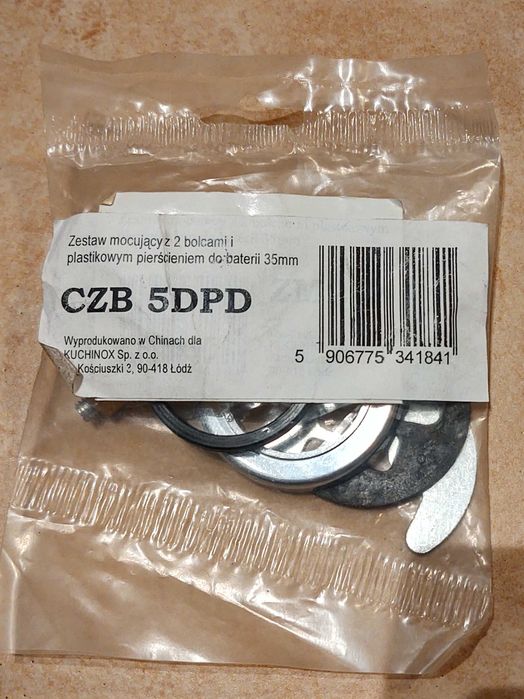 Zestaw mocujący z 2 bolcami i
plastikowym pierścieniem do baterii 35mm
CZB 5DPD
Wyprodukowano w Chinach dla
KUCHINOX Sp. z o.o.
Kościuszki 3, 90-418 Łódź
5 906775 341841